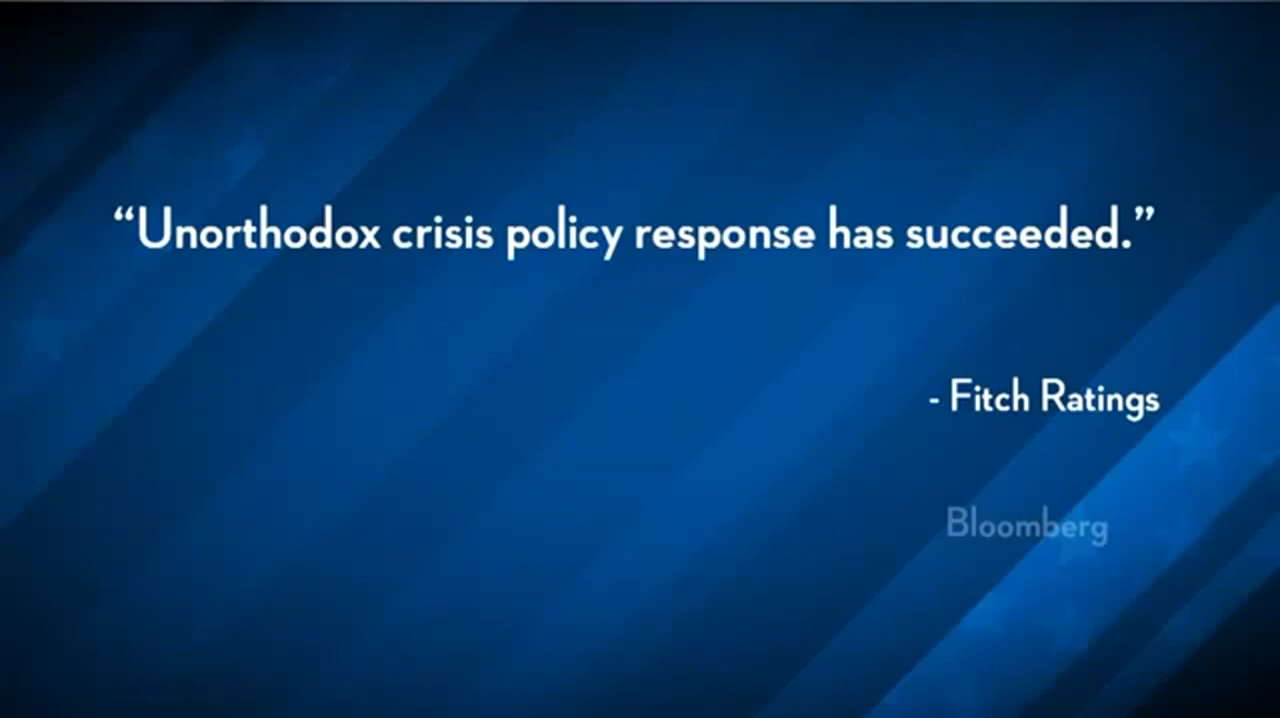 “Unorthodox crisis policy response has succeeded.”
- Fitch Ratings
Bloomberg